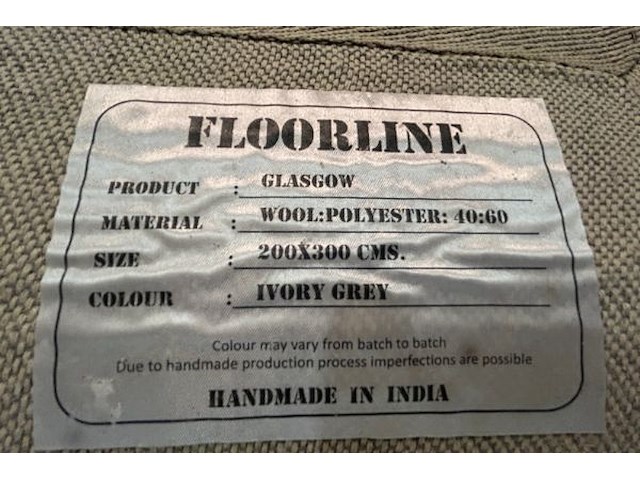 FLOORLINE
PRODUCT : GLASGOW
MATERIAL : WOOL:POLYESTER: 40:60
SIZE : 200X300 CMS.
COLOUR : IVORY GREY
Colour may vary from batch to batch
Due to handmade production process imperfections are possible
HANDMADE IN INDIA